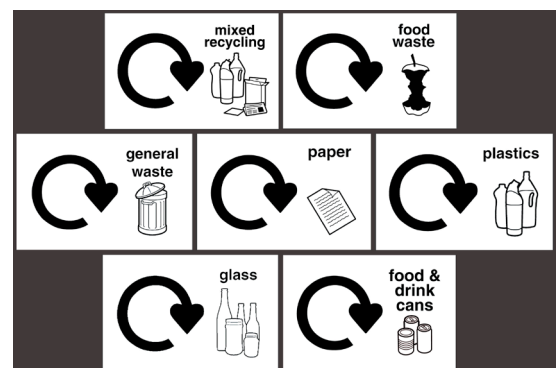 mixed
recycling
food
waste
general
waste
paper
plastics
glass
food &
drink
cans